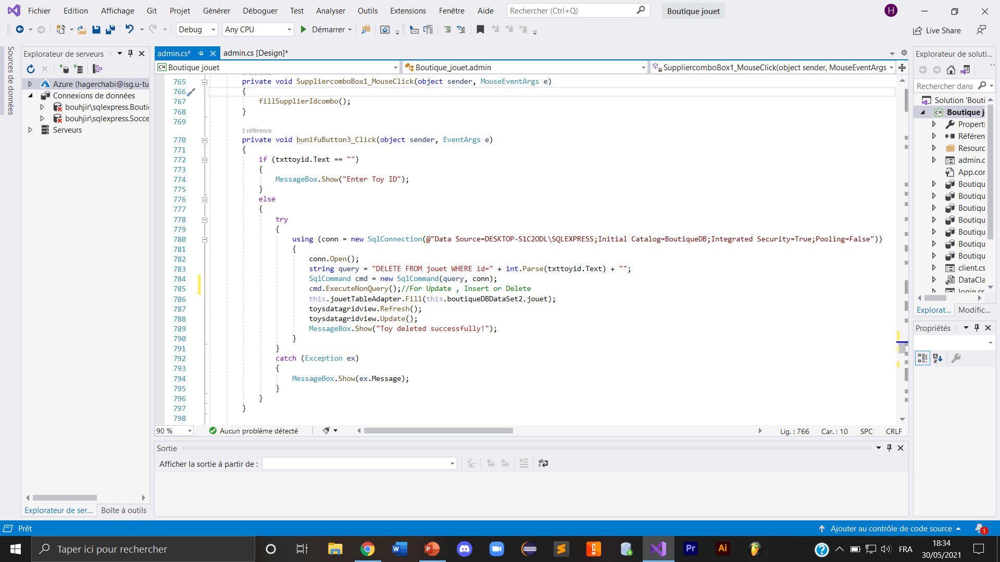 Fichier Edition Affichage Git Projet Générer Déboguer Test Analyser Outils Extensions Fenêtre Aide Rechercher (Ctrl+Q) Boutique jouet H
Debug Any CPU Démarrer Live Share
Sources de données
Explorateur de serveurs
Azure (hagerchabi@isg.u-tu
Connexions de données
bouhjir\sqlexpress.Bouti
bouhjir\sqlexpress.Socce
Serveurs
Explorateur de ser... Boîte à outils
admin.cs* admin.cs [Design]*
C# Boutique jouet Boutique_jouet.admin SuppliercomboBox1_MouseClick(object sender, MouseEventArgs
765 private void SuppliercomboBox1_MouseClick(object sender, MouseEventArgs e)
766 {
767 fillSupplierIdcombo();
768 }
769
1 référence
770 private void bunifuButton3_Click(object sender, EventArgs e)
771 {
772 if (txttoyid.Text == "")
773 {
774 MessageBox.Show("Enter Toy ID");
775 }
776 else
777 {
778 try
779 {
780 using (conn = new SqlConnection(@"Data Source=DESKTOP-S1C2ODL\SQLEXPRESS;Initial Catalog=BoutiqueDB;Integrated Security=True;Pooling=False"))
781 {
782 conn.Open();
783 string query = "DELETE FROM jouet WHERE id=" + int.Parse(txttoyid.Text) + "";
784 SqlCommand cmd = new SqlCommand(query, conn);
785 cmd.ExecuteNonQuery();//For Update , Insert or Delete
786 this.jouetTableAdapter.Fill(this.boutiqueDBDataSet2.jouet);
787 toysdatagridview.Refresh();
788 toysdatagridview.Update();
789 MessageBox.Show("Toy deleted successfully!");
790 }
791 }
792 catch (Exception ex)
793 {
794 MessageBox.Show(ex.Message);
795 }
796 }
797 }
798
90 % Aucun problème détecté Lig. : 766 Car. : 10 SPC CRLF
Sortie
Afficher la sortie à partir de :
Explorateur de soluti...
Rechercher dans
Solution 'Bouti
C# Boutique j
Properti
Référen
Resourc
admin.c
App.cor
Boutiqu
Boutiqu
Boutiqu
Boutiqu
Boutiqu
Boutiqu
Boutiqu
client.cs
DataCla
login.cs
Explorat... Modific...
Propriétés
Prêt Ajouter au contrôle de code source 1
Taper ici pour rechercher W P C Pr Ai FRA 18:34
30/05/2021